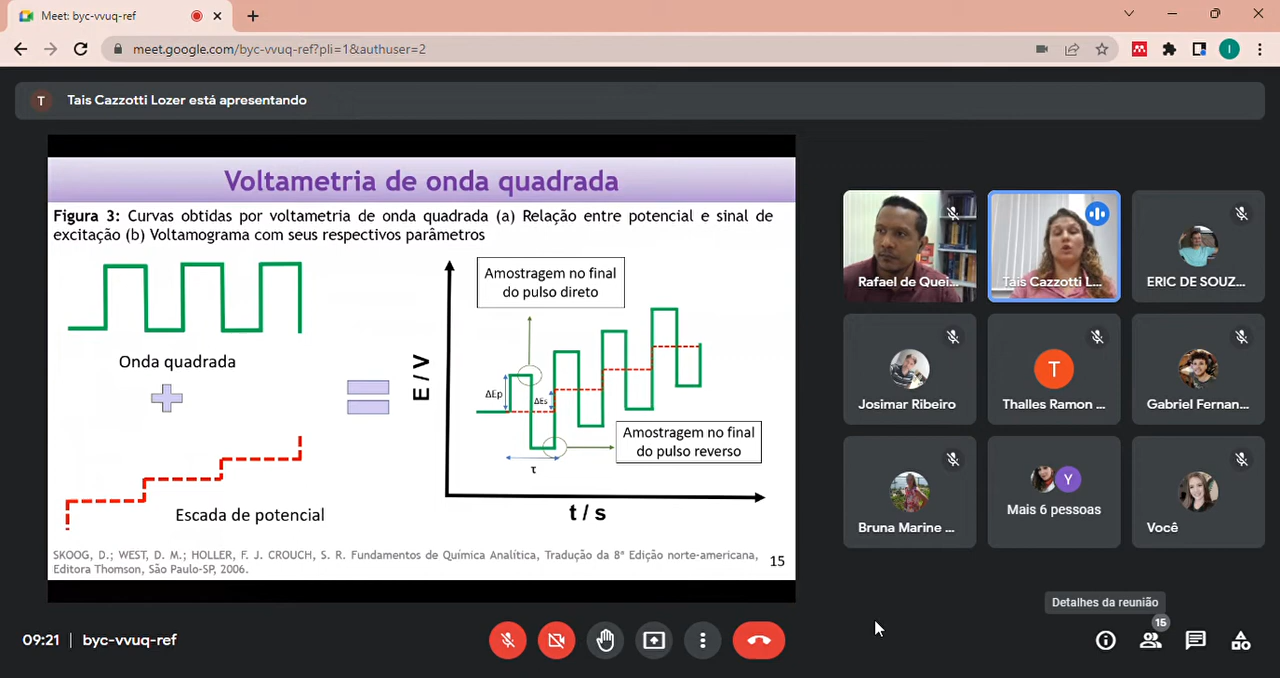 Meet: byc-vvuq-ref
meet.google.com/byc-vvuq-ref?pli=1&authuser=2
I
T
Tais Cazzotti Lozer está apresentando
Voltametria de onda quadrada
Figura 3: Curvas obtidas por voltametria de onda quadrada (a) Relação entre potencial e sinal de
excitação (b) Voltamograma com seus respectivos parâmetros
Onda quadrada
Escada de potencial
E / V
Amostragem no final
do pulso direto
ΔEp
ΔEs
Amostragem no final
do pulso reverso
τ
t / s
SKOOG, D.; WEST, D. M.; HOLLER, F. J. CROUCH, S. R. Fundamentos de Química Analítica, Tradução da 8ª Edição norte-americana,
Editora Thomson, São Paulo-SP, 2006.
15
Rafael de Quei...
Tais Cazzotti L...
ERIC DE SOUZ...
Josimar Ribeiro
T
Thalles Ramon ...
Gabriel Fernan...
Bruna Marine ...
Y
Mais 6 pessoas
Você
Detalhes da reunião
09:21 | byc-vvuq-ref
15